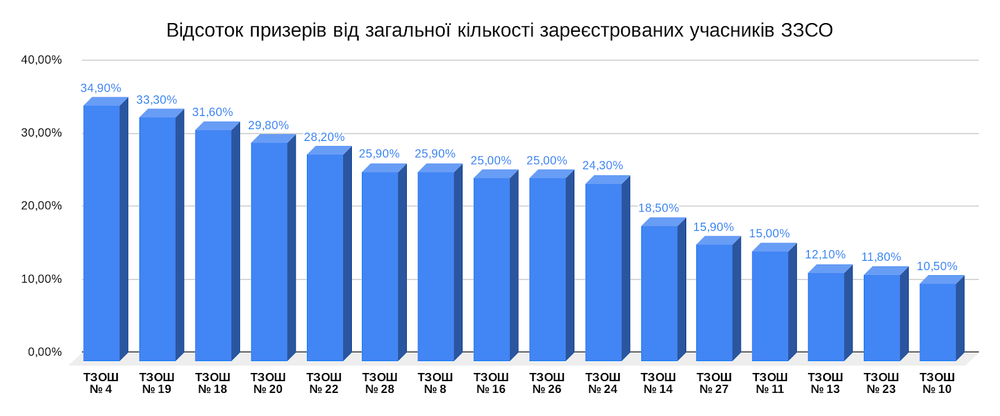 Відсоток призерів від загальної кількості зареєстрованих учасників ЗЗСО
40,00%
30,00%
20,00%
10,00%
0,00%
34,90%
33,30%
31,60%
29,80%
28,20%
25,90%
25,90%
25,00%
25,00%
24,30%
18,50%
15,90%
15,00%
12,10%
11,80%
10,50%
ТЗОШ
№ 4
ТЗОШ
№ 19
ТЗОШ
№ 18
ТЗОШ
№ 20
ТЗОШ
№ 22
ТЗОШ
№ 28
ТЗОШ
№ 8
ТЗОШ
№ 16
ТЗОШ
№ 26
ТЗОШ
№ 24
ТЗОШ
№ 14
ТЗОШ
№ 27
ТЗОШ
№ 11
ТЗОШ
№ 13
ТЗОШ
№ 23
ТЗОШ
№ 10